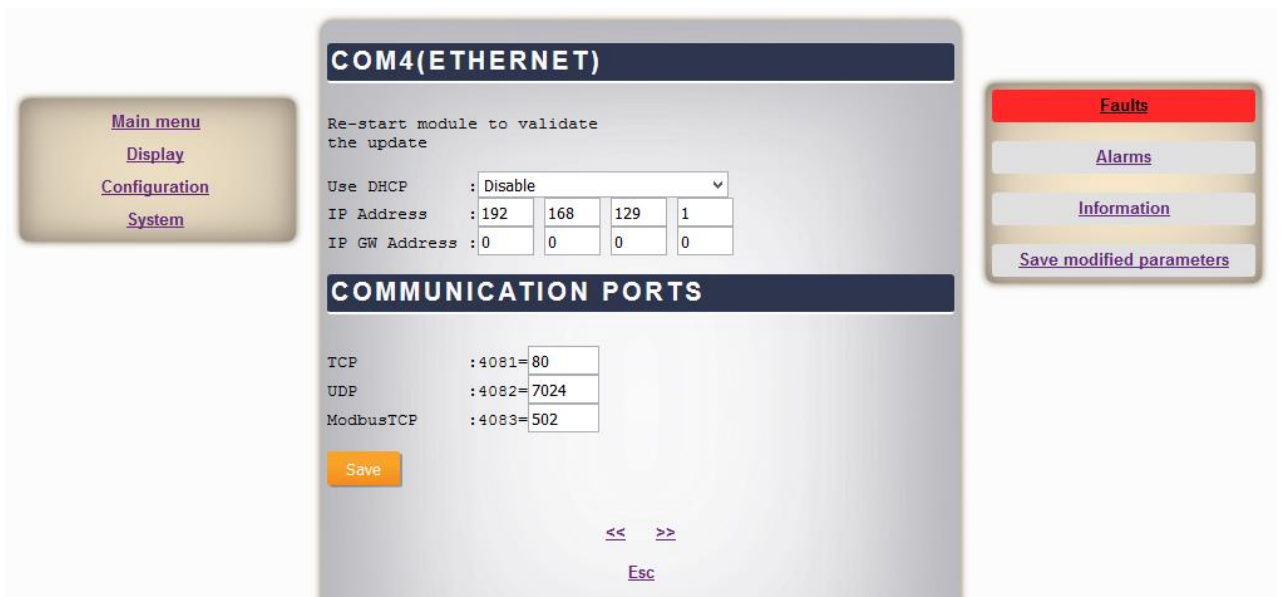 Main menu
Display
Configuration
System
COM4(ETHERNET)
Re-start module to validate
the update
Use DHCP : Disable
IP Address : 192 168 129 1
IP GW Address : 0 0 0 0
COMMUNICATION PORTS
TCP :4081= 80
UDP :4082= 7024
ModbusTCP :4083= 502
Save
<< >>
Esc
Faults
Alarms
Information
Save modified parameters